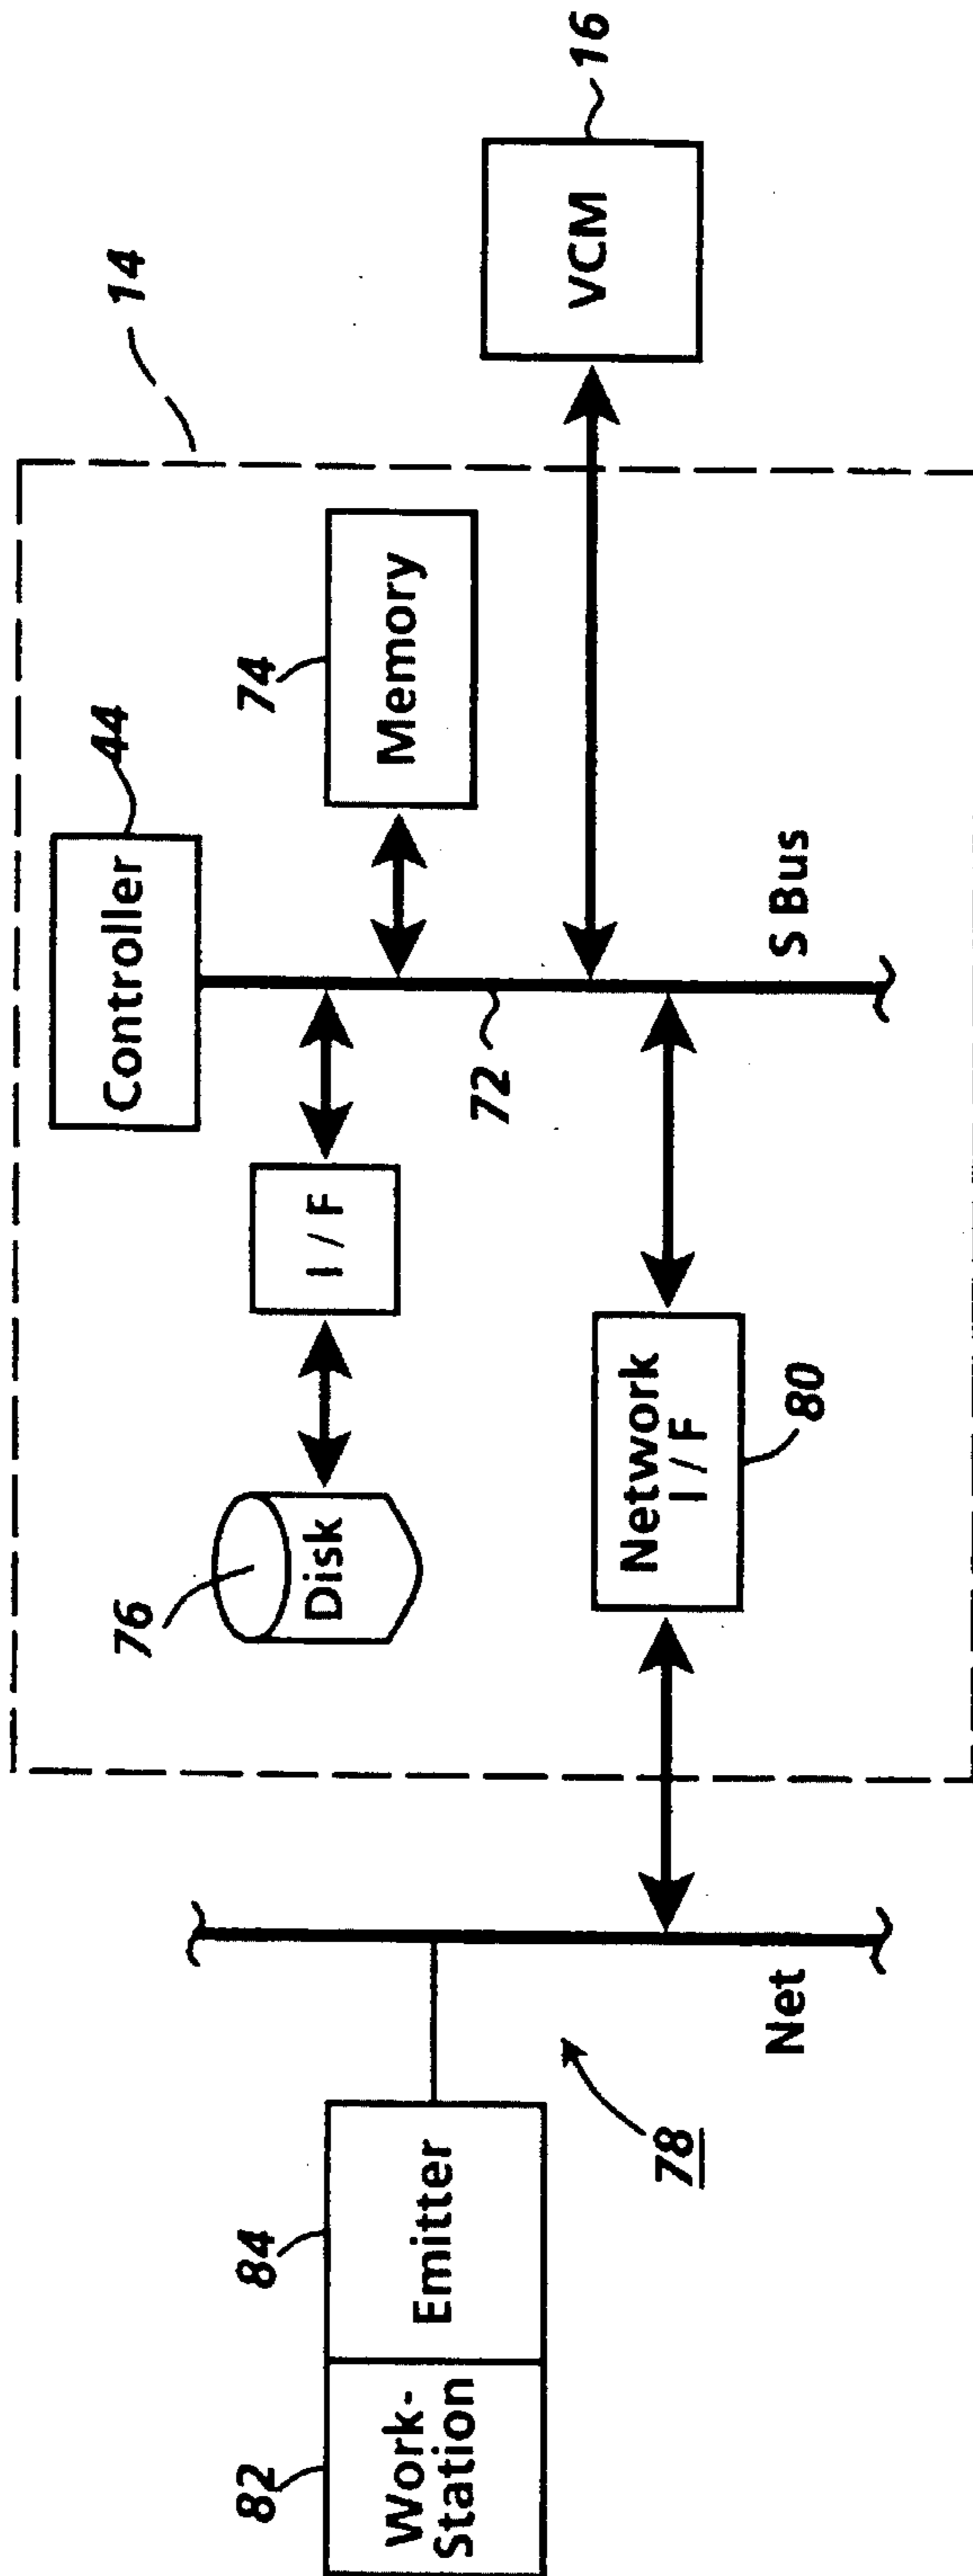 14
44
Controller
74
Memory
VCM
16
76
Disk
I / F
72
S Bus
Network
I / F
80
82
84
Work-
Station
Emitter
78
Net